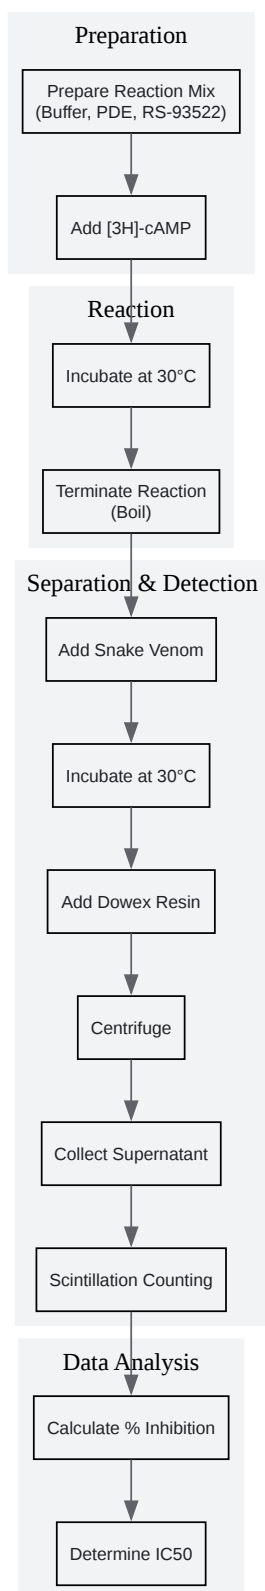 Preparation
Prepare Reaction Mix
(Buffer, PDE, RS-93522)
Add [3H]-cAMP
Reaction
Incubate at 30°C
Terminate Reaction
(Boil)
Separation & Detection
Add Snake Venom
Incubate at 30°C
Add Dowex Resin
Centrifuge
Collect Supernatant
Scintillation Counting
Data Analysis
Calculate % Inhibition
Determine IC50